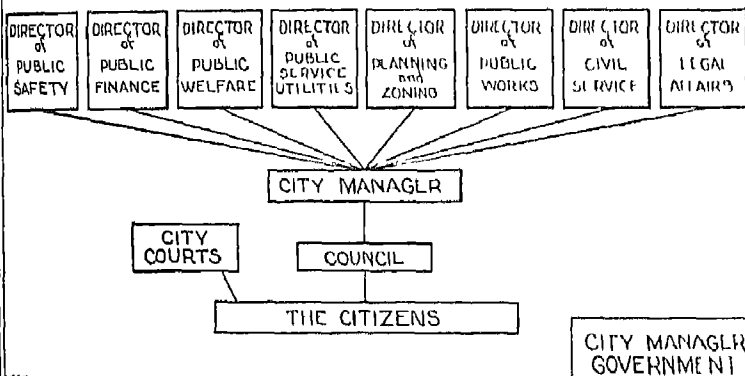 DIRECTOR
of
PUBLIC
SAFETY
DIRECTOR
of
PUBLIC
FINANCE
DIRECTOR
of
PUBLIC
WELFARE
DIRECTOR
of
PUBLIC
SERVICE
UTILITIES
DIRECTOR
of
PLANNING
and
ZONING
DIRECTOR
of
PUBLIC
WORKS
DIRECTOR
of
CIVIL
SERVICE
DIRECTOR
of
LEGAL
AFFAIRS
CITY MANAGER
CITY
COURTS
COUNCIL
THE CITIZENS
CITY MANAGER
GOVERNMENT